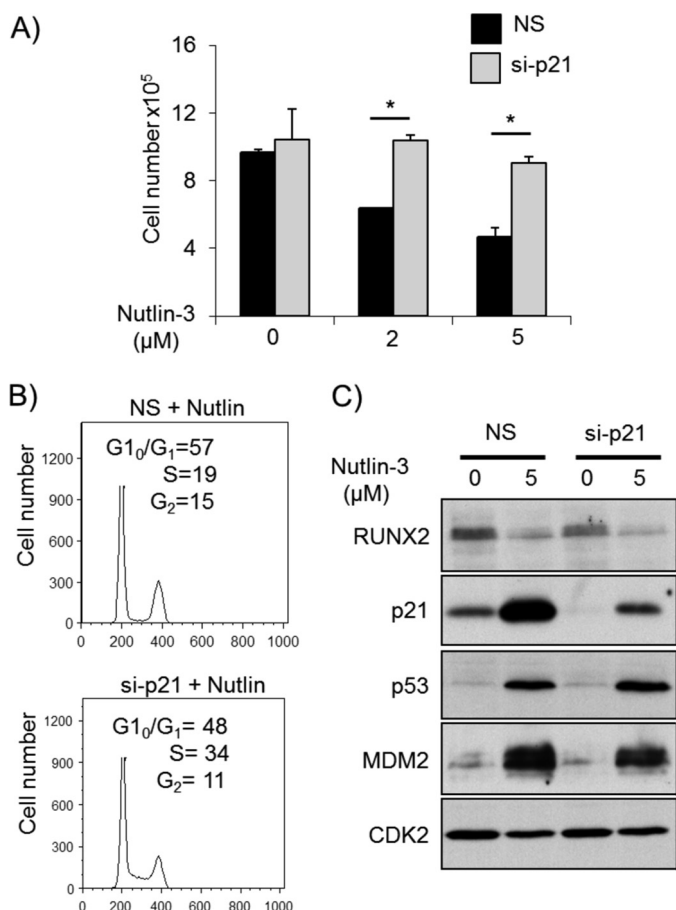 A)
NS
si-p21
16
12
8
4
Cell number x10⁵
*
*
Nutlin-3
(µM)
0 2 5
B)
NS + Nutlin
G1₀/G₁=57
S=19
G₂=15
Cell number
1200
900
600
300
0
0 200 400 600 800 1000
si-p21 + Nutlin
G1₀/G₁= 48
S= 34
G₂= 11
Cell number
1200
900
600
300
0
0 200 400 600 800 1000
C)
NS si-p21
Nutlin-3
(µM)
0 5 0 5
RUNX2
p21
p53
MDM2
CDK2